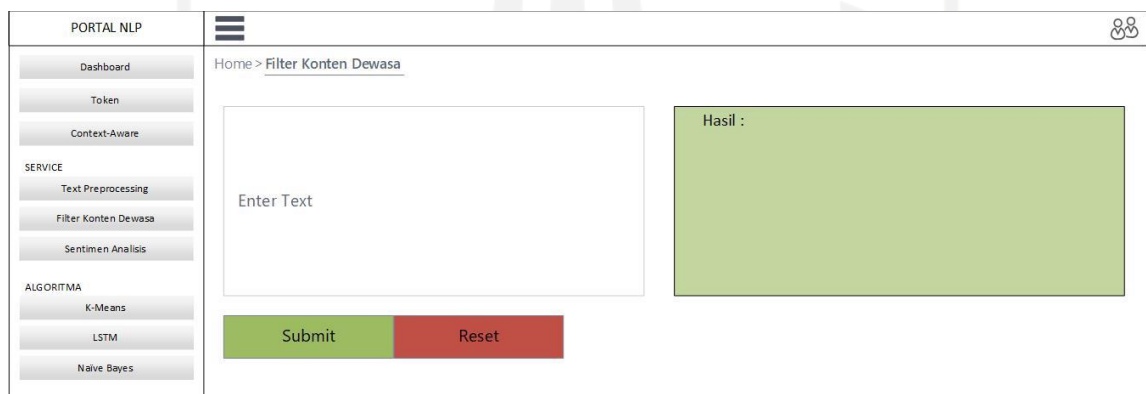 PORTAL NLP
Dashboard
Token
Context-Aware
SERVICE
Text Preprocessing
Filter Konten Dewasa
Sentimen Analisis
ALGORITMA
K-Means
LSTM
Naïve Bayes
Home > Filter Konten Dewasa
Enter Text
Hasil :
Submit
Reset